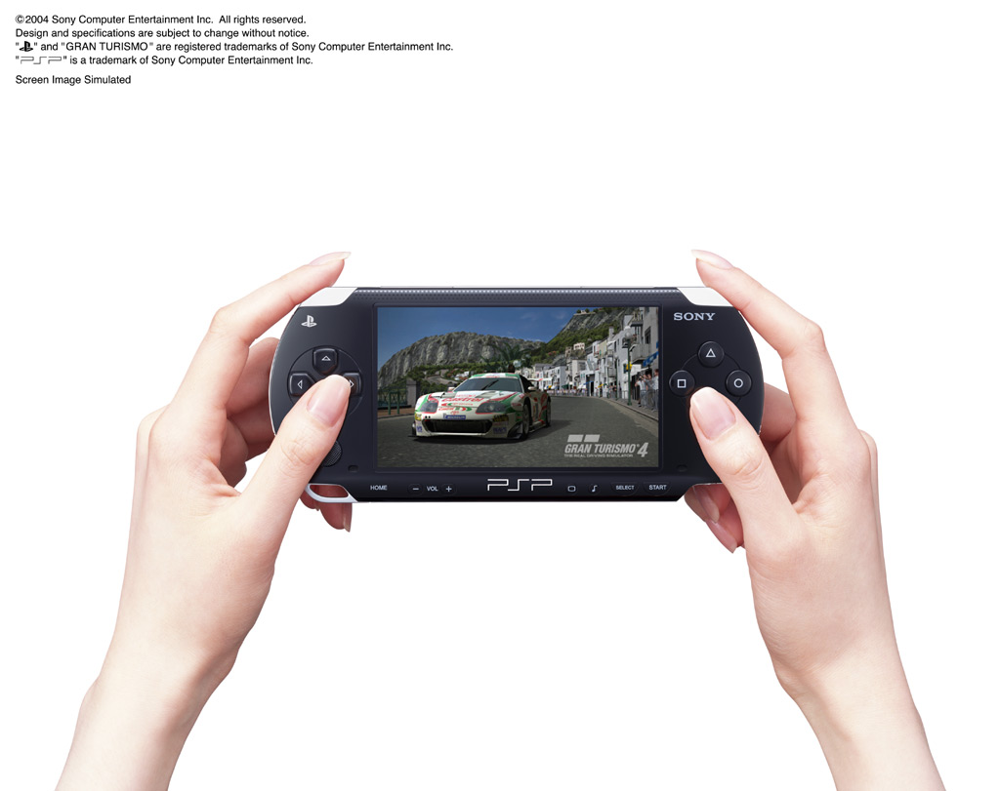 ©2004 Sony Computer Entertainment Inc.  All rights reserved.
Design and specifications are subject to change without notice.
"" and "GRAN TURISMO" are registered trademarks of Sony Computer Entertainment Inc.
"PSP" is a trademark of Sony Computer Entertainment Inc.
Screen Image Simulated
SONY
Castrol
GRAN TURISMO 4
THE REAL DRIVING SIMULATOR
HOME
− VOL +
PSP
SELECT
START